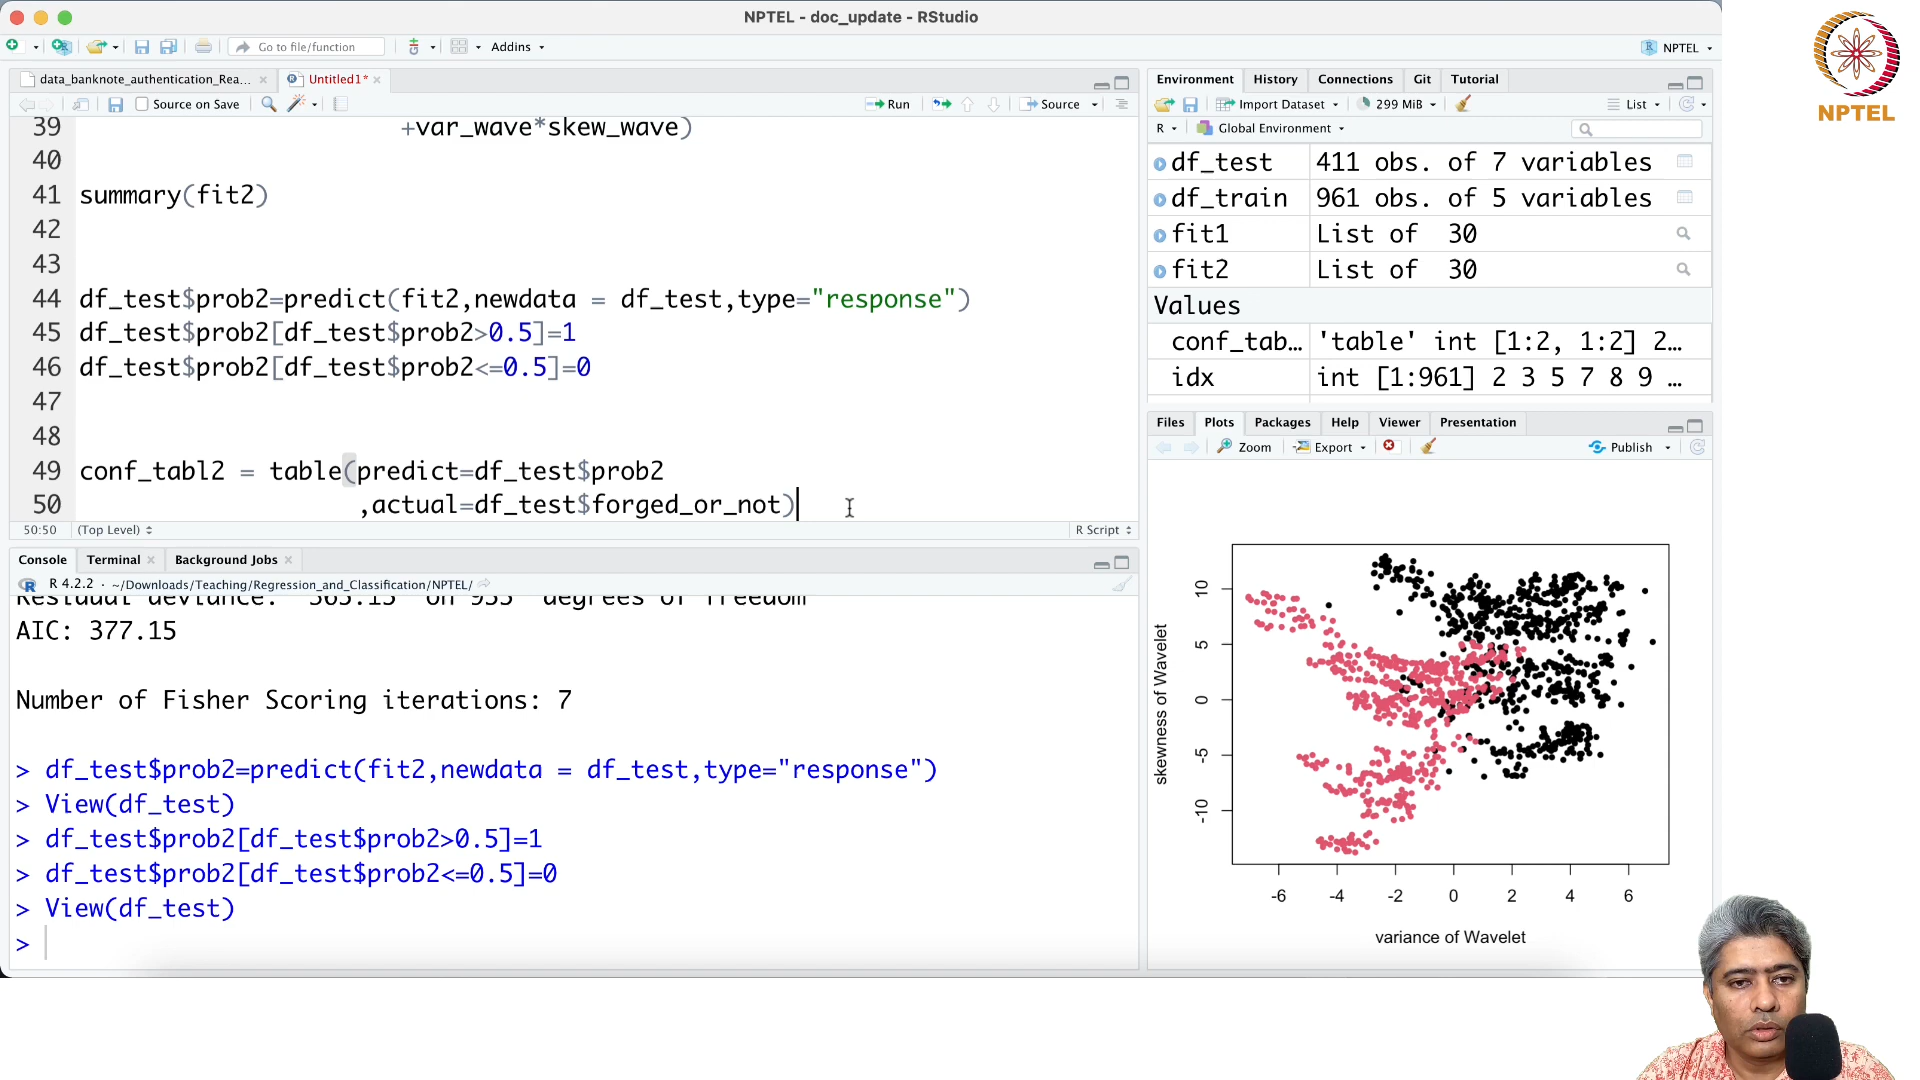 NPTEL - doc_update - RStudio
Go to file/function
Addins
NPTEL
data_banknote_authentication_Rea...
Untitled1*
Source on Save
Run
Source
39 +var_wave*skew_wave)
40
41 summary(fit2)
42
43
44 df_test$prob2=predict(fit2,newdata = df_test,type="response")
45 df_test$prob2[df_test$prob2>0.5]=1
46 df_test$prob2[df_test$prob2<=0.5]=0
47
48
49 conf_tabl2 = table(predict=df_test$prob2
50 ,actual=df_test$forged_or_not)
50:50 (Top Level) R Script
Console Terminal Background Jobs
R 4.2.2 · ~/Downloads/Teaching/Regression_and_Classification/NPTEL/
Residual deviance: 365.15 on 955 degrees of freedom
AIC: 377.15
Number of Fisher Scoring iterations: 7
> df_test$prob2=predict(fit2,newdata = df_test,type="response")
> View(df_test)
> df_test$prob2[df_test$prob2>0.5]=1
> df_test$prob2[df_test$prob2<=0.5]=0
> View(df_test)
>
Environment History Connections Git Tutorial
Import Dataset 299 MiB List
R Global Environment
df_test 411 obs. of 7 variables
df_train 961 obs. of 5 variables
fit1 List of 30
fit2 List of 30
Values
conf_tab... 'table' int [1:2, 1:2] 2...
idx int [1:961] 2 3 5 7 8 9 ...
Files Plots Packages Help Viewer Presentation
Zoom Export Publish
skewness of Wavelet
10
5
0
-5
-10
-6 -4 -2 0 2 4 6
variance of Wavelet
NPTEL